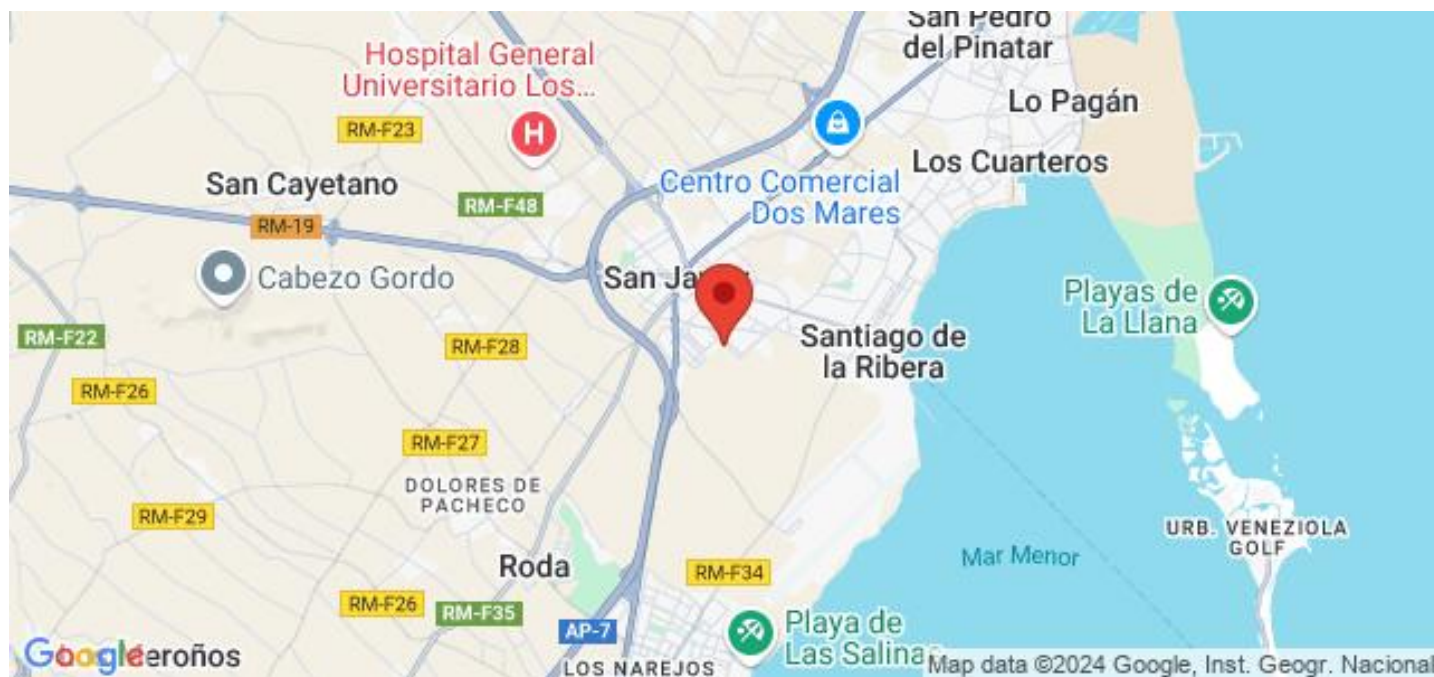 San Pedro
del Pinatar
Hospital General
Universitario Los...
H
Lo Pagán
RM-F23
Los Cuarteros
San Cayetano
Centro Comercial
Dos Mares
RM-F48
RM-19
Cabezo Gordo
San
Playas de
La Llana
RM-F22
RM-F28
Santiago de
la Ribera
RM-F26
RM-F27
DOLORES DE
PACHECO
RM-F29
URB. VENEZIOLA
GOLF
Mar Menor
Roda
RM-F34
RM-F26
RM-F35
AP-7
Playa de
Las Salinas
Google
eroños
LOS NAREJOS
Map data ©2024 Google, Inst. Geogr. Nacional